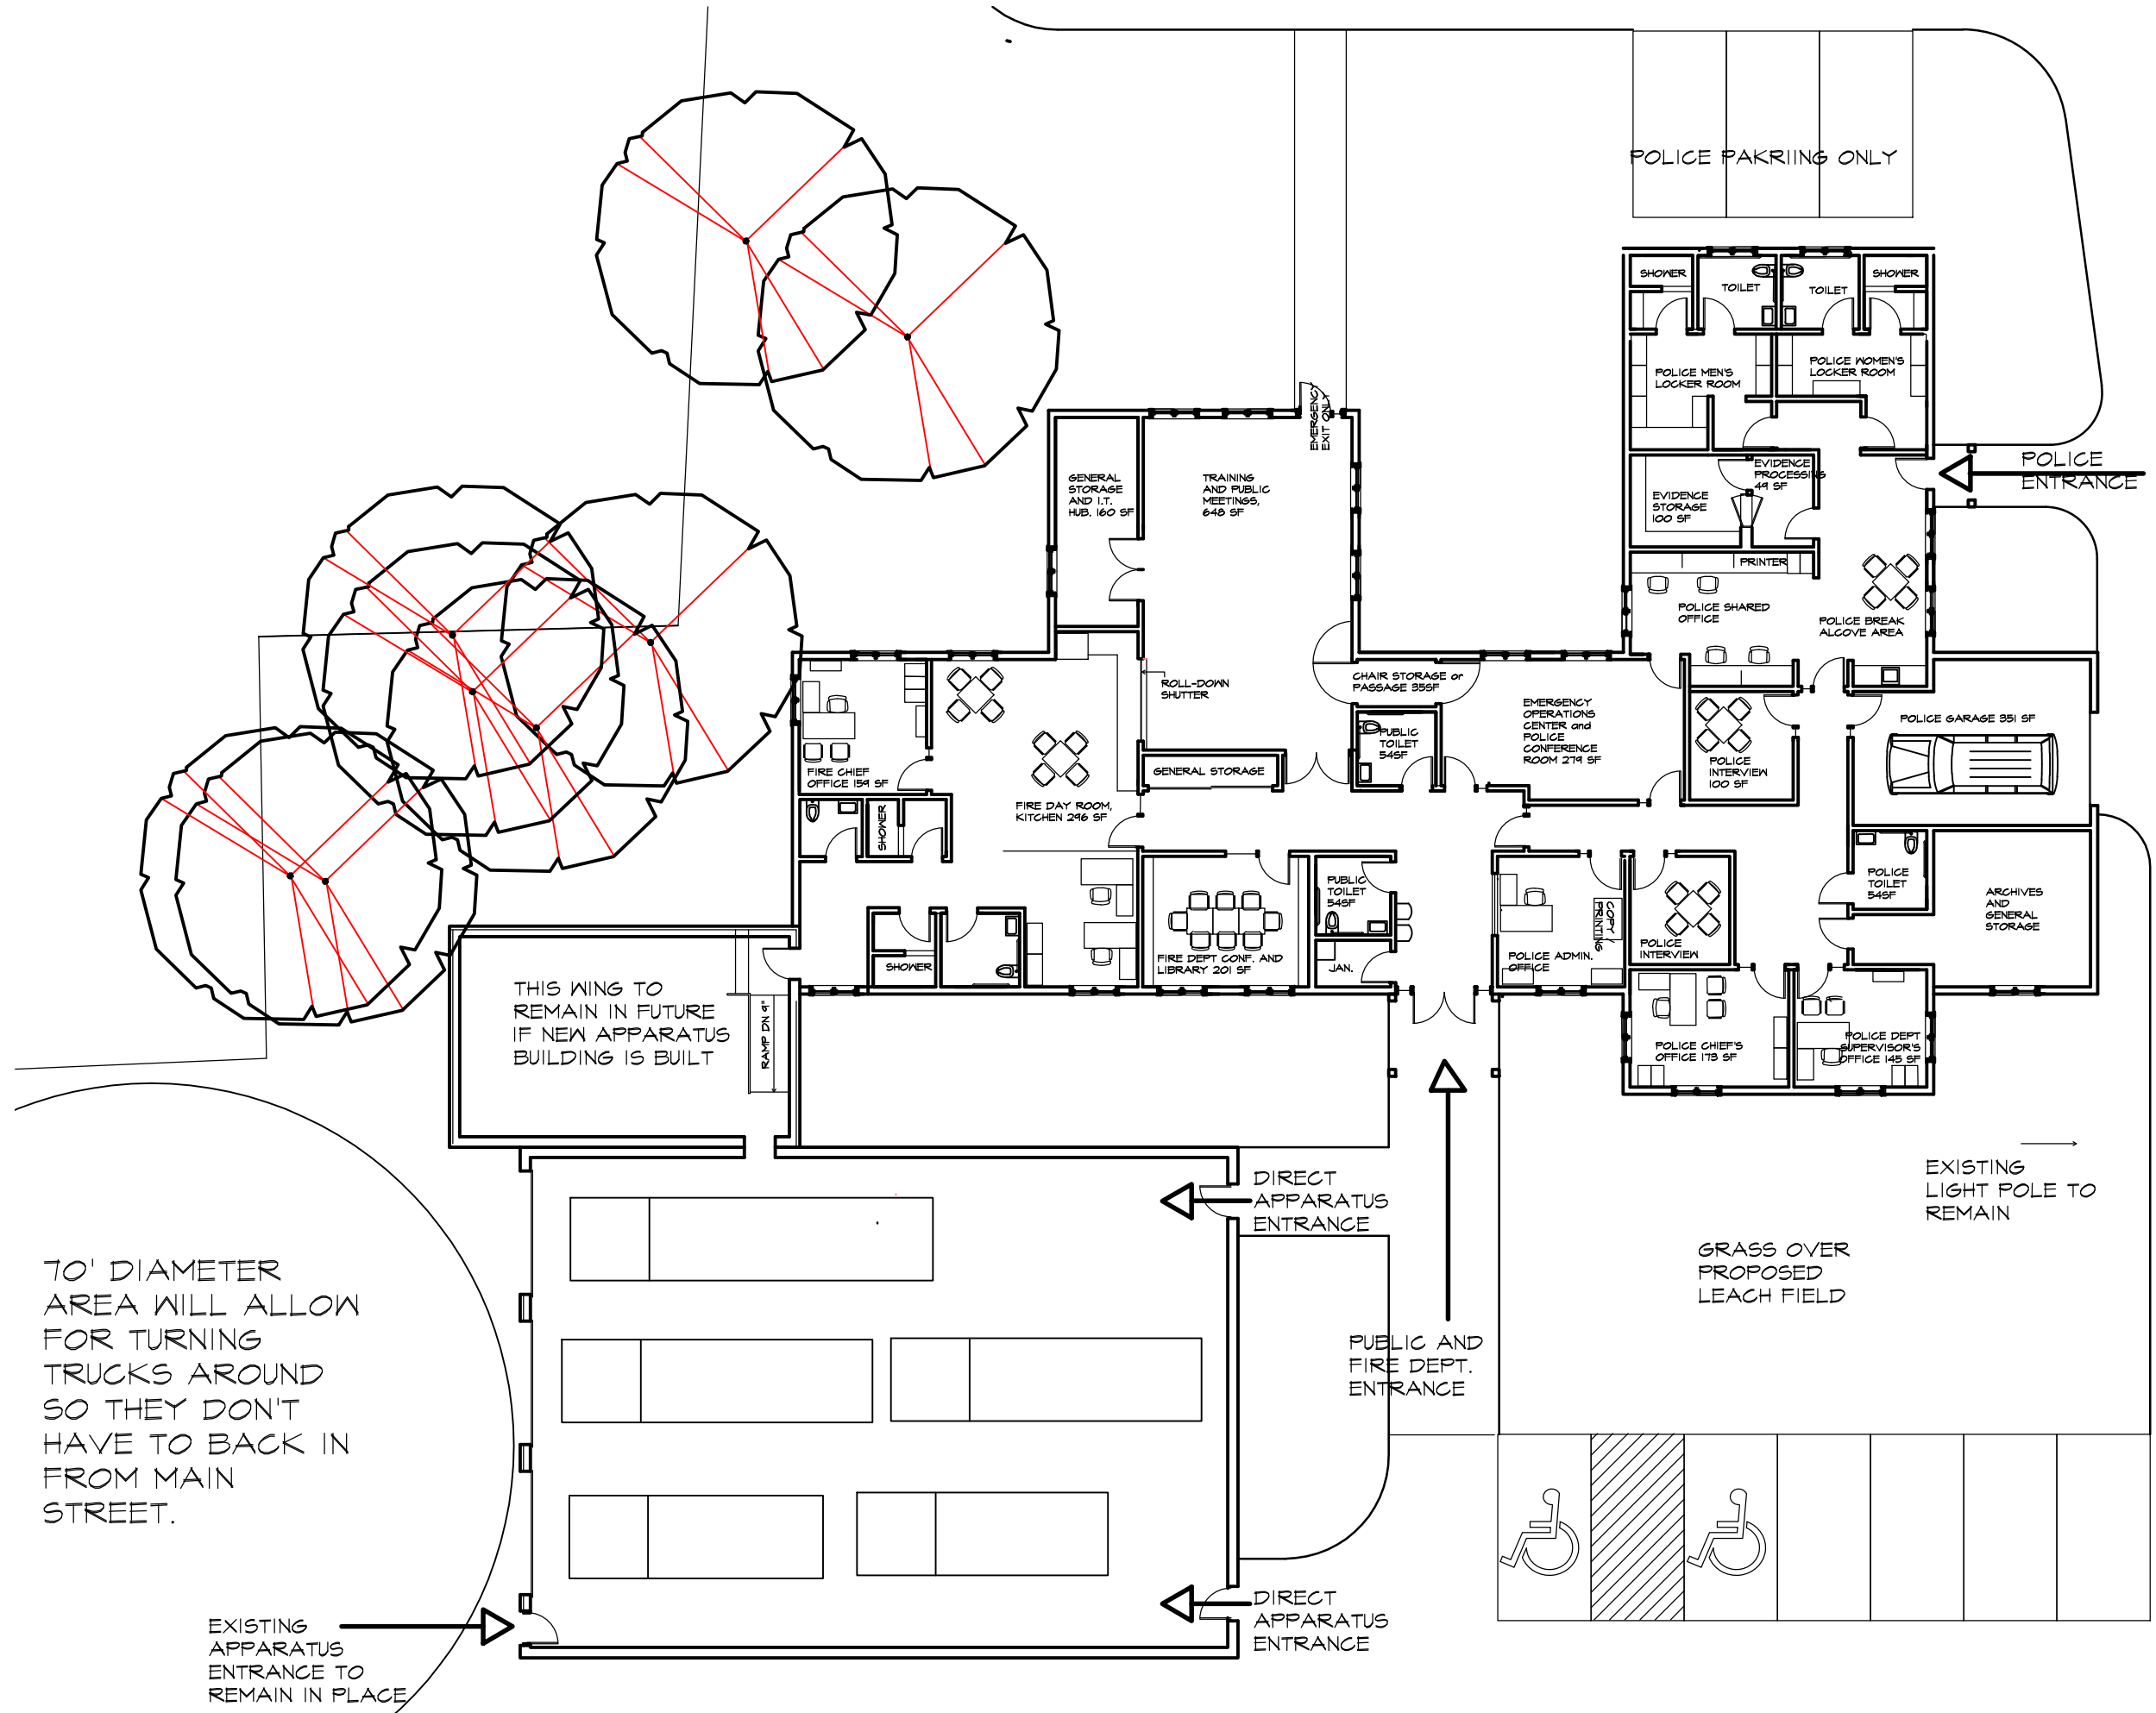 POLICE PAKRIING ONLY
SHOWER
TOILET
TOILET
SHOWER
POLICE MEN'S
LOCKER ROOM
POLICE WOMEN'S
LOCKER ROOM
EMERGENCY
EXIT ONLY
POLICE
ENTRANCE
EVIDENCE
PROCESSING
49 SF
EVIDENCE
STORAGE
100 SF
GENERAL
STORAGE
AND I.T.
HUB. 160 SF
TRAINING
AND PUBLIC
MEETINGS,
648 SF
PRINTER
POLICE SHARED
OFFICE
POLICE BREAK
ALCOVE AREA
ROLL-DOWN
SHUTTER
CHAIR STORAGE or
PASSAGE 35SF
EMERGENCY
OPERATIONS
CENTER and
POLICE
CONFERENCE
ROOM 279 SF
PUBLIC
TOILET
54SF
POLICE GARAGE 351 SF
POLICE
INTERVIEW
100 SF
FIRE CHIEF
OFFICE 159 SF
GENERAL STORAGE
SHOWER
FIRE DAY ROOM,
KITCHEN 296 SF
PUBLIC
TOILET
54SF
POLICE
TOILET
54SF
ARCHIVES
AND
GENERAL
STORAGE
COPY /
PRINTING
POLICE
INTERVIEW
POLICE ADMIN.
OFFICE
FIRE DEPT CONF. AND
LIBRARY 201 SF
JAN.
SHOWER
THIS WING TO
REMAIN IN FUTURE
IF NEW APPARATUS
BUILDING IS BUILT
RAMP DN 9"
POLICE CHIEF'S
OFFICE 173 SF
POLICE DEPT
SUPERVISOR'S
OFFICE 145 SF
DIRECT
APPARATUS
ENTRANCE
EXISTING
LIGHT POLE TO
REMAIN
GRASS OVER
PROPOSED
LEACH FIELD
70' DIAMETER
AREA WILL ALLOW
FOR TURNING
TRUCKS AROUND
SO THEY DON'T
HAVE TO BACK IN
FROM MAIN
STREET.
PUBLIC AND
FIRE DEPT.
ENTRANCE
DIRECT
APPARATUS
ENTRANCE
EXISTING
APPARATUS
ENTRANCE TO
REMAIN IN PLACE